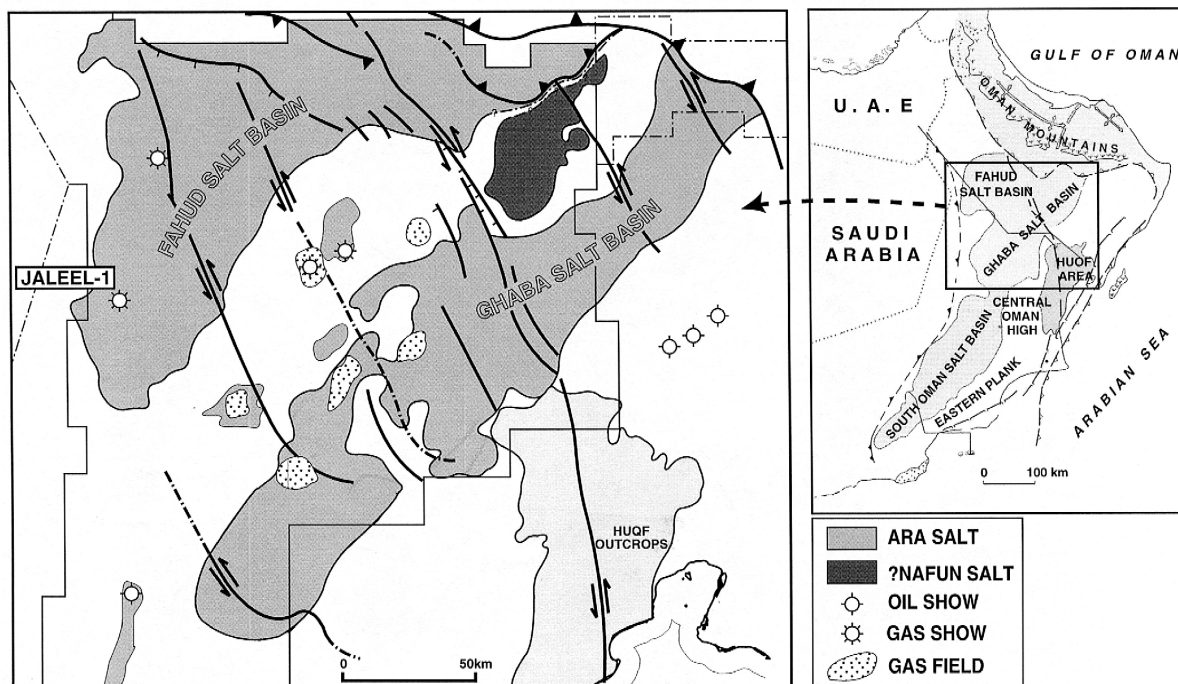 FAHUD SALT BASIN
GHABA SALT BASIN
JALEEL-1
HUQF
OUTCROPS
0 50km
GULF OF OMAN
U. A. E
OMAN MOUNTAINS
FAHUD
SALT BASIN
GHABA SALT BASIN
SAUDI
ARABIA
HUOF
AREA
CENTRAL
OMAN
HIGH
SOUTH OMAN SALT BASIN
EASTERN PLANK
ARABIAN SEA
0 100 km
ARA SALT
?NAFUN SALT
OIL SHOW
GAS SHOW
GAS FIELD